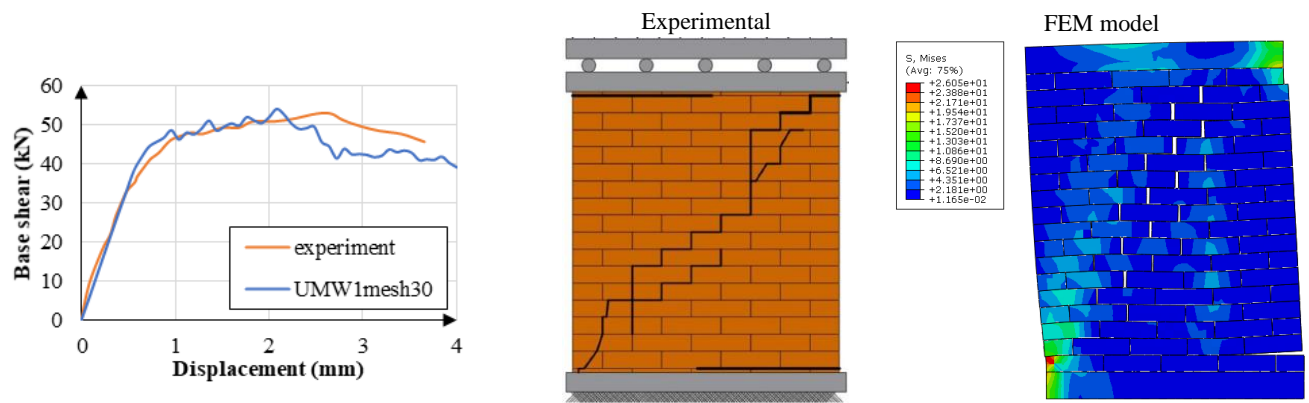 Experimental
FEM model
60
50
40
30
20
10
0
Base shear (kN)
experiment
UMW1mesh30
0
1
2
3
4
Displacement (mm)
S, Mises
(Avg: 75%)
+2.605e+01
+2.388e+01
+2.171e+01
+1.954e+01
+1.737e+01
+1.520e+01
+1.303e+01
+1.086e+01
+8.690e+00
+6.521e+00
+4.351e+00
+2.181e+00
+1.165e-02